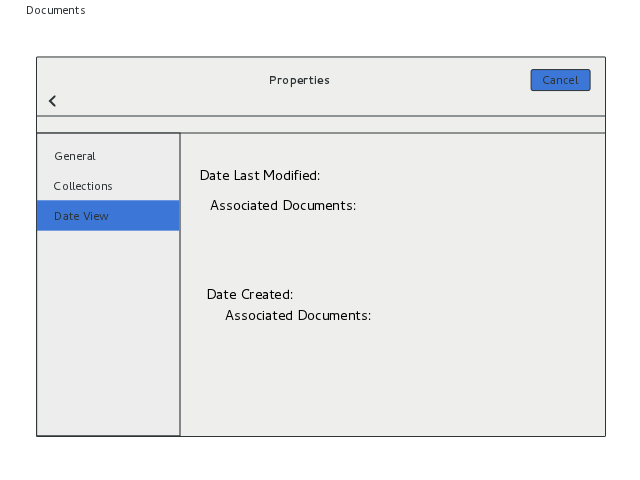 Documents
Properties
Cancel
General
Collections
Date View
Date Last Modified:
Associated Documents:
Date Created:
Associated Documents: